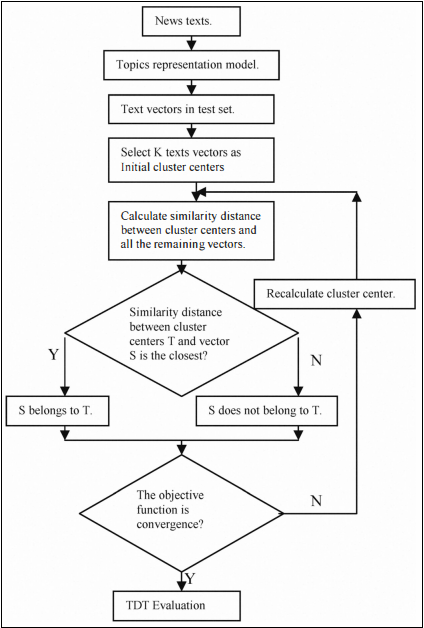 News texts.
Topics representation model.
Text vectors in test set.
Select K texts vectors as
Initial cluster centers
Calculate similarity distance
between cluster centers and
all the remaining vectors.
Recalculate cluster center.
Similarity distance
between cluster
centers T and vector
S is the closest?
Y
N
S belongs to T.
S does not belong to T.
The objective
function is
convergence?
N
Y
TDT Evaluation